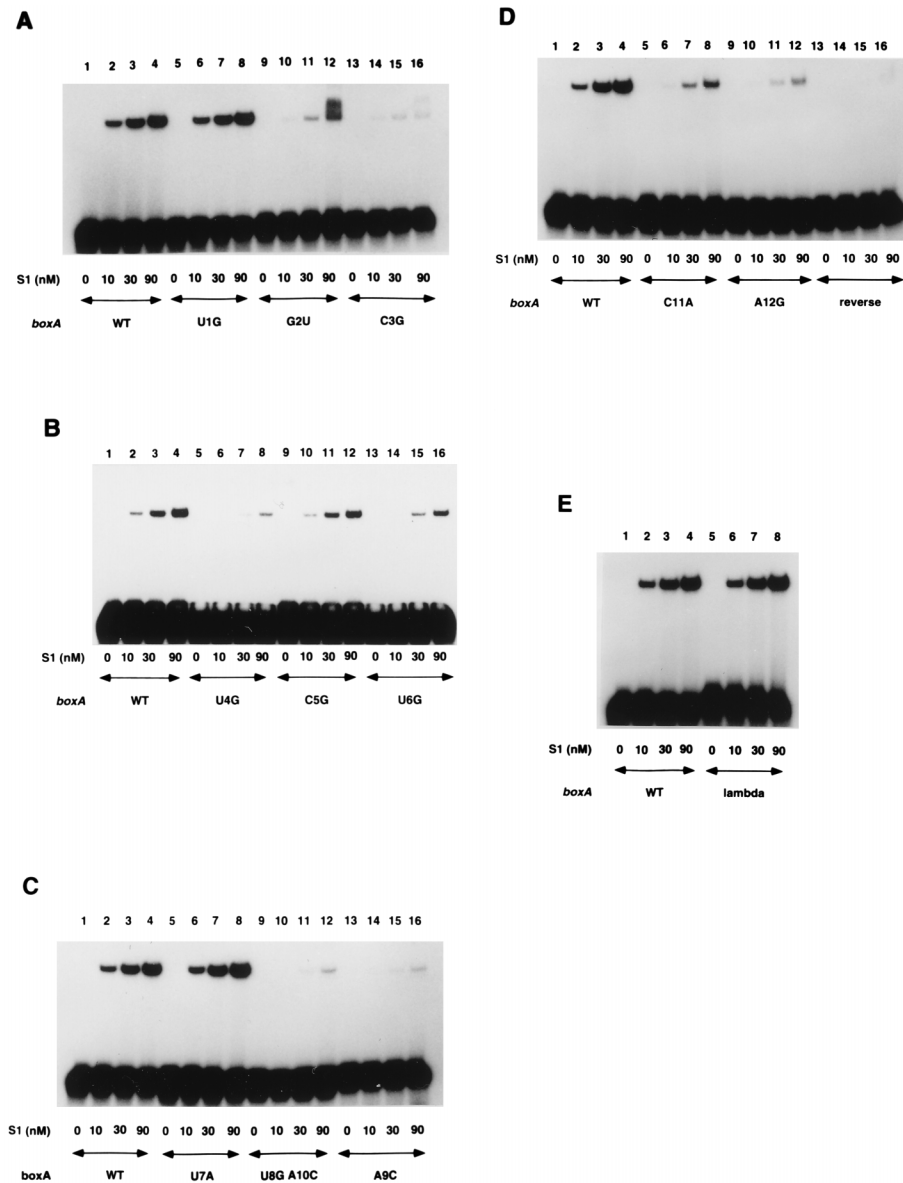 A
1 2 3 4 5 6 7 8 9 10 11 12 13 14 15 16
S1 (nM) 0 10 30 90 0 10 30 90 0 10 30 90 0 10 30 90
boxA WT U1G G2U C3G
B
1 2 3 4 5 6 7 8 9 10 11 12 13 14 15 16
S1 (nM) 0 10 30 90 0 10 30 90 0 10 30 90 0 10 30 90
boxA WT U4G C5G U6G
C
1 2 3 4 5 6 7 8 9 10 11 12 13 14 15 16
S1 (nM) 0 10 30 90 0 10 30 90 0 10 30 90 0 10 30 90
boxA WT U7A U8G A10C A9C
D
1 2 3 4 5 6 7 8 9 10 11 12 13 14 15 16
S1 (nM) 0 10 30 90 0 10 30 90 0 10 30 90 0 10 30 90
boxA WT C11A A12G reverse
E
1 2 3 4 5 6 7 8
S1 (nM) 0 10 30 90 0 10 30 90
boxA WT lambda